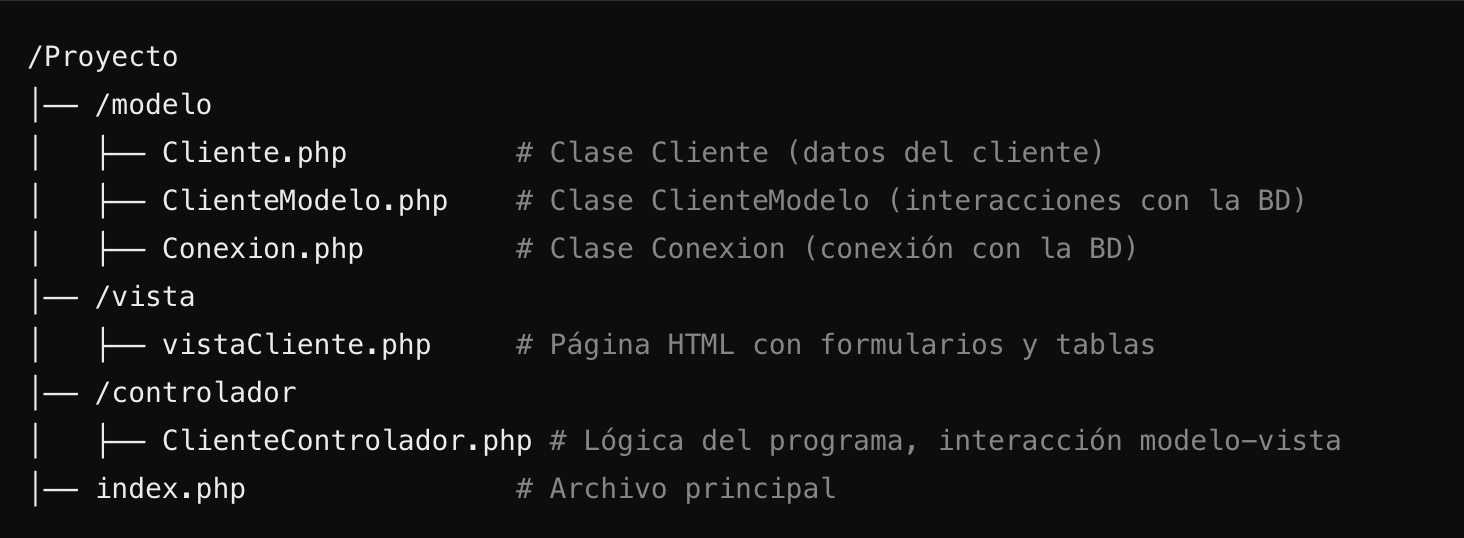 /Proyecto
│── /modelo
│   ├── Cliente.php          # Clase Cliente (datos del cliente)
│   ├── ClienteModelo.php    # Clase ClienteModelo (interacciones con la BD)
│   ├── Conexion.php         # Clase Conexion (conexión con la BD)
│── /vista
│   ├── vistaCliente.php     # Página HTML con formularios y tablas
│── /controlador
│   ├── ClienteControlador.php # Lógica del programa, interacción modelo-vista
│── index.php                # Archivo principal